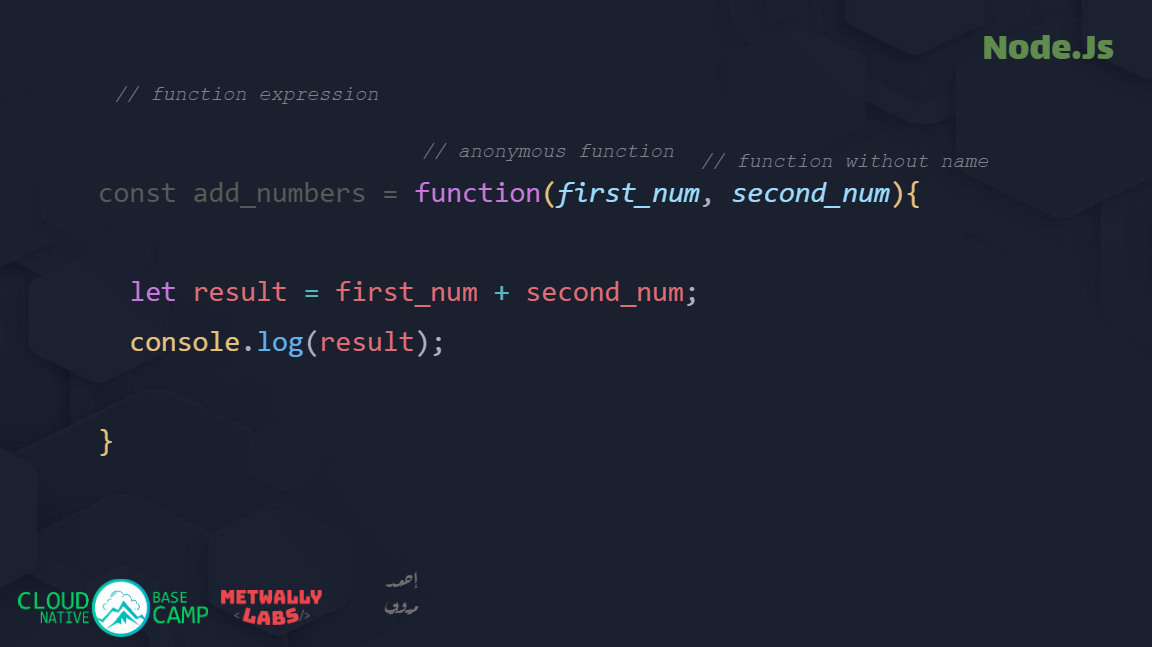 Node.Js
// function expression
// anonymous function
// function without name
const add_numbers = function(first_num, second_num){
let result = first_num + second_num;
console.log(result);
}
CLOUD NATIVE BASE CAMP
METWALLY
<LABS/>
إحمد